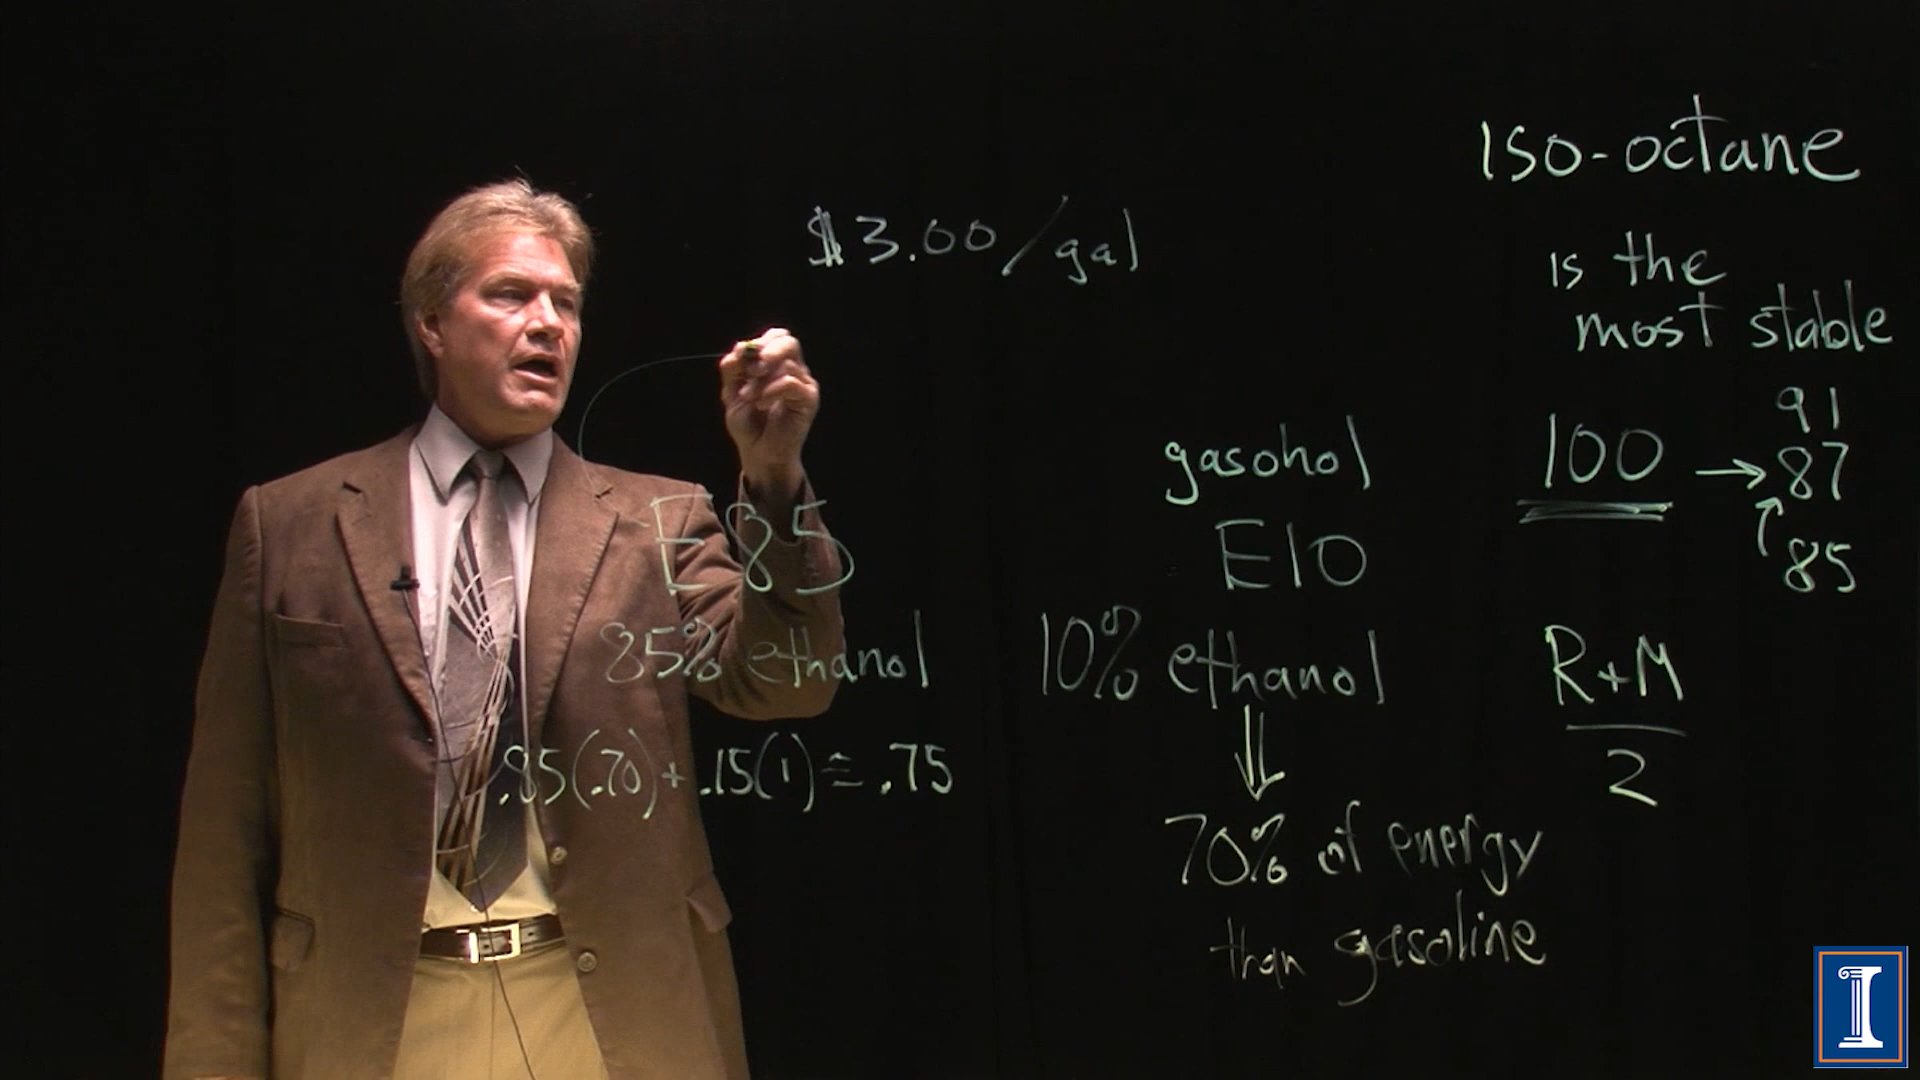 $3.00/gal
E85
85% ethanol
.85(.70)+.15(1)≅.75
gasohol
E10
10% ethanol
⇓
70% of energy
than gasoline
Iso-octane
is the
most stable
91
100 → 87
↑ 85
R+M
2
I